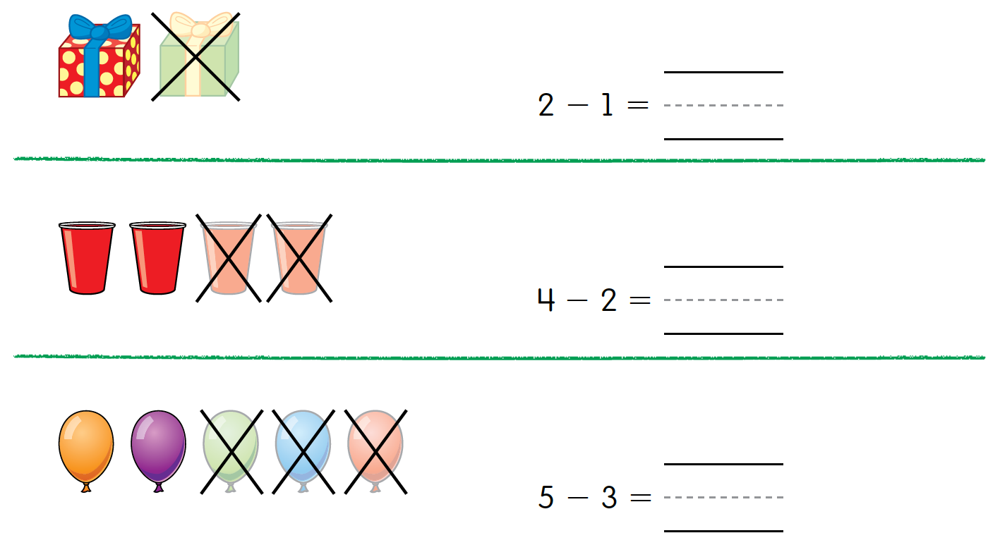 2 − 1 =
4 − 2 =
5 − 3 =